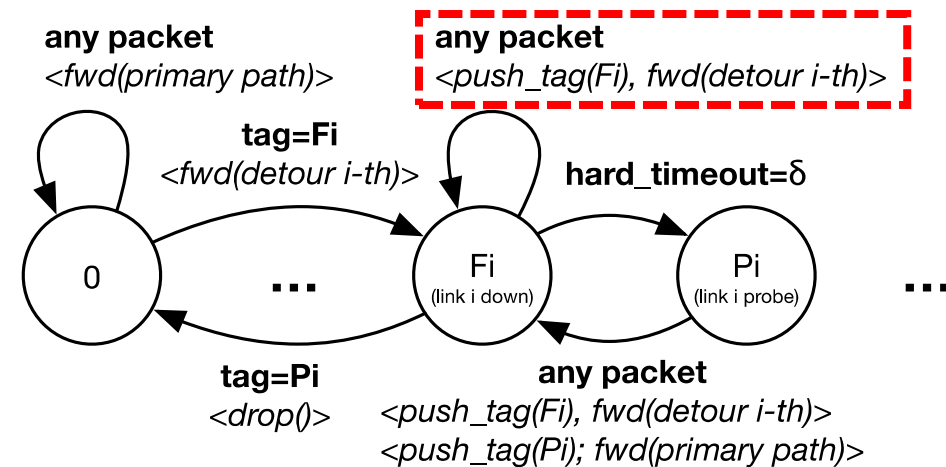 any packet
<fwd(primary path)>
any packet
<push_tag(Fi), fwd(detour i-th)>
tag=Fi
<fwd(detour i-th)>
hard_timeout=δ
0
...
Fi
(link i down)
Pi
(link i probe)
...
tag=Pi
<drop()>
any packet
<push_tag(Fi), fwd(detour i-th)>
<push_tag(Pi; fwd(primary path)>